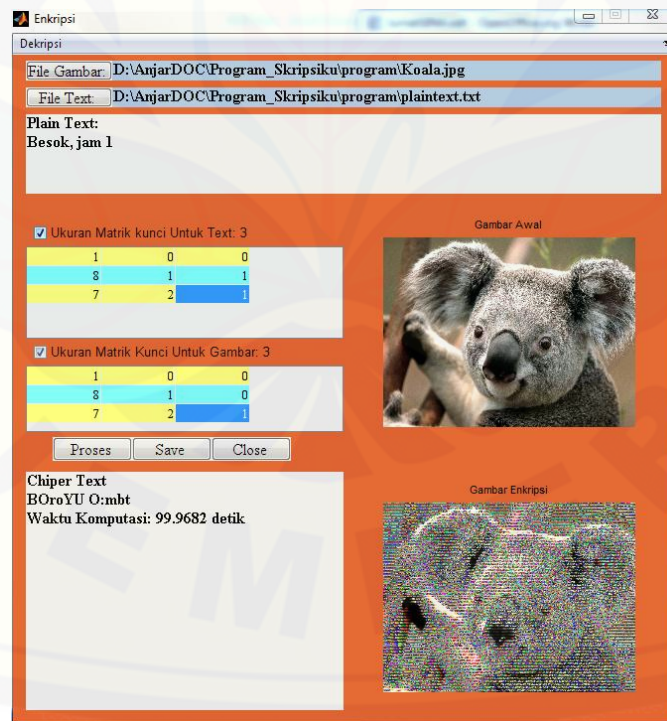 Enkripsi
Dekripsi
File Gambar: D:\AnjarDOC\Program_Skripsiku\program\Koala.jpg
File Text: D:\AnjarDOC\Program_Skripsiku\program\plaintext.txt
Plain Text:
Besok, jam 1
Ukuran Matrik kunci Untuk Text: 3
1 0 0
8 1 1
7 2 1
Ukuran Matrik Kunci Untuk Gambar: 3
1 0 0
8 1 0
7 2 1
Proses Save Close
Chiper Text
BOroYU O:mbt
Waktu Komputasi: 99.9682 detik
Gambar Awal
Gambar Enkripsi